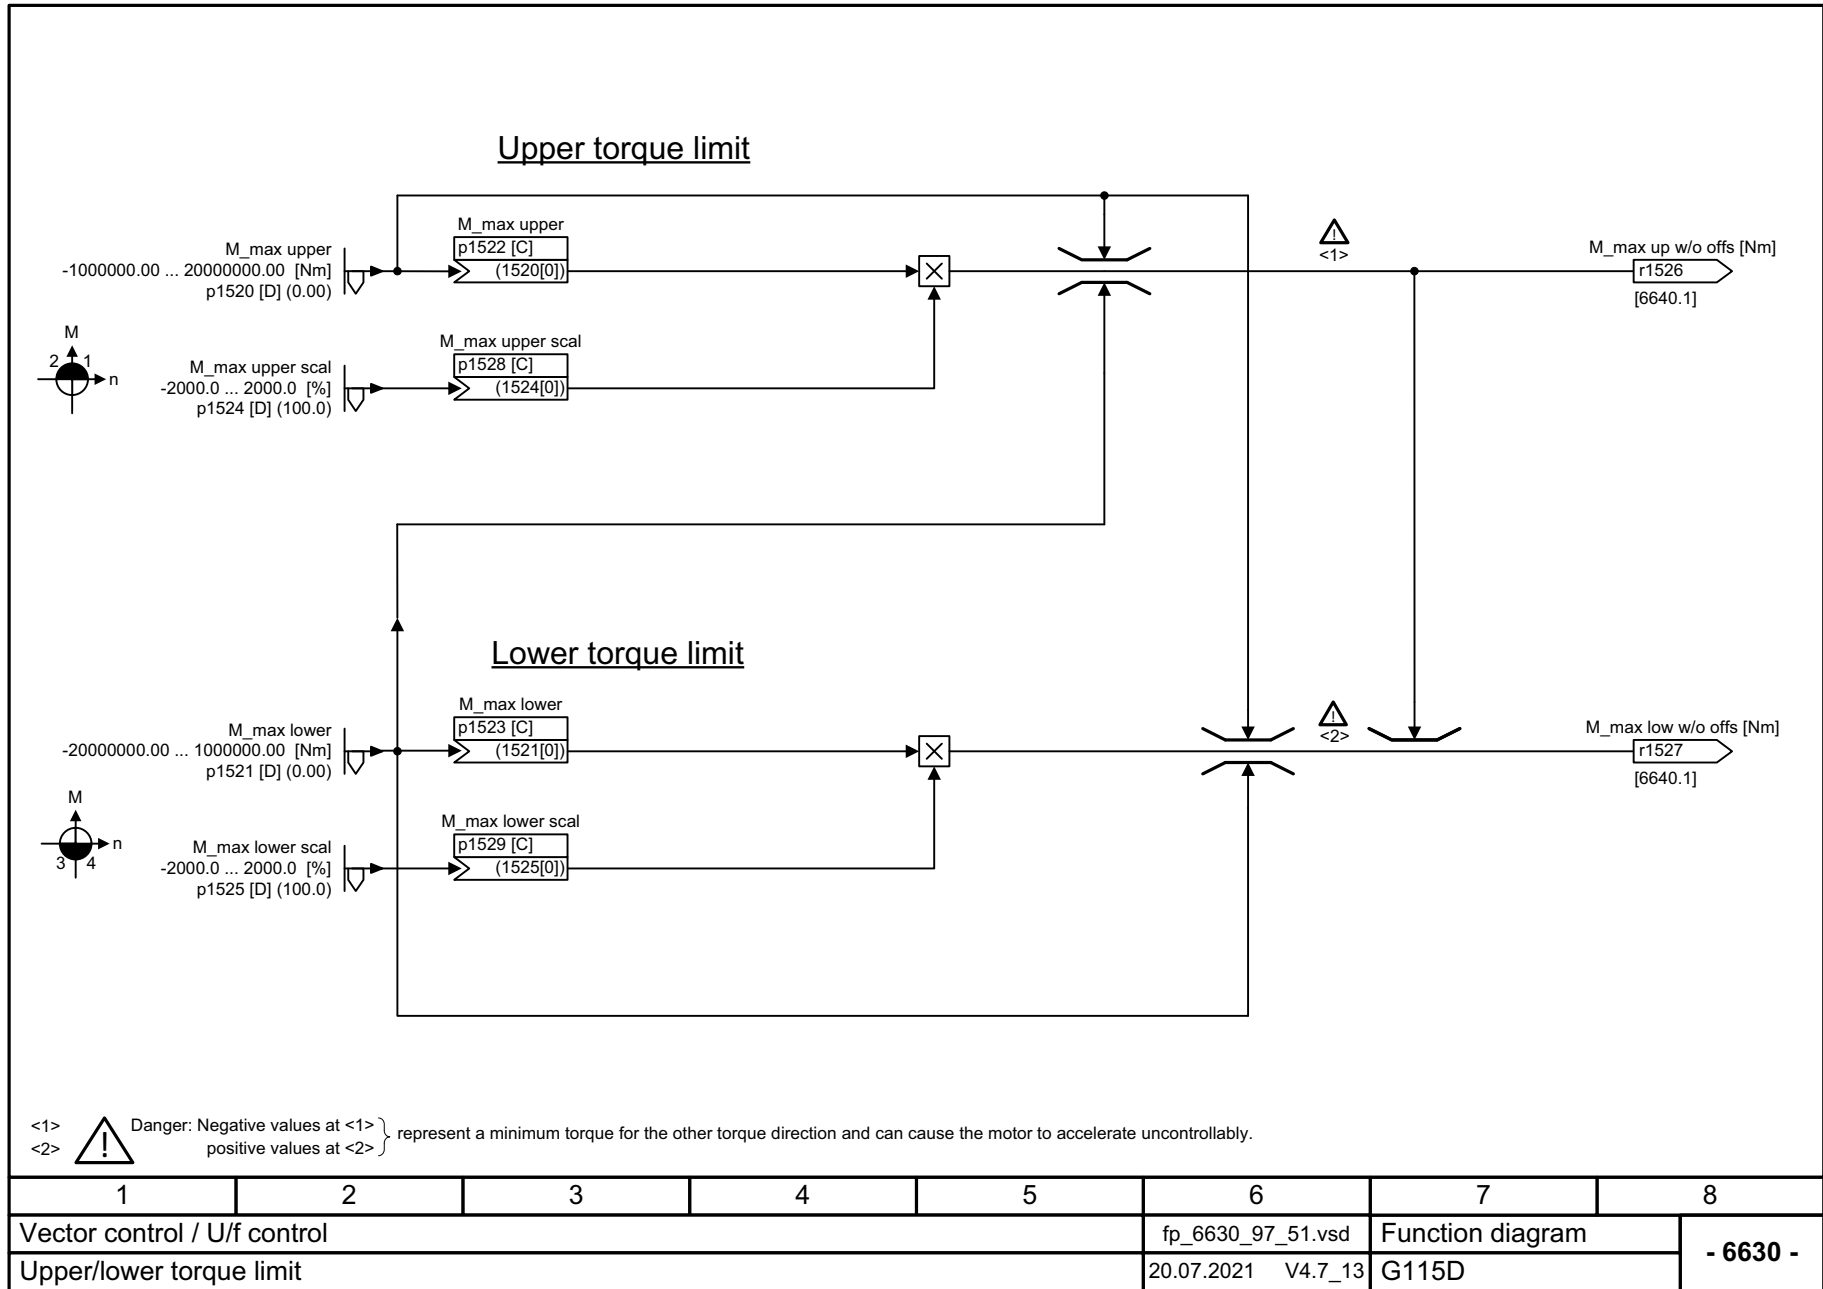 Upper torque limit
M_max upper
-1000000.00 ... 20000000.00 [Nm]
p1520 [D] (0.00)
M_max upper
p1522 [C]
(1520[0])
<1>
M_max up w/o offs [Nm]
r1526
[6640.1]
M
2 1
n
M_max upper scal
-2000.0 ... 2000.0 [%]
p1524 [D] (100.0)
M_max upper scal
p1528 [C]
(1524[0])
Lower torque limit
M_max lower
-20000000.00 ... 1000000.00 [Nm]
p1521 [D] (0.00)
M_max lower
p1523 [C]
(1521[0])
<2>
M_max low w/o offs [Nm]
r1527
[6640.1]
M
n
3 4
M_max lower scal
-2000.0 ... 2000.0 [%]
p1525 [D] (100.0)
M_max lower scal
p1529 [C]
(1525[0])
<1>
<2>
Danger: Negative values at <1>
positive values at <2>
represent a minimum torque for the other torque direction and can cause the motor to accelerate uncontrollably.
1 2 3 4 5 6 7 8
Vector control / U/f control
fp_6630_97_51.vsd
Function diagram
- 6630 -
Upper/lower torque limit
20.07.2021 V4.7_13
G115D